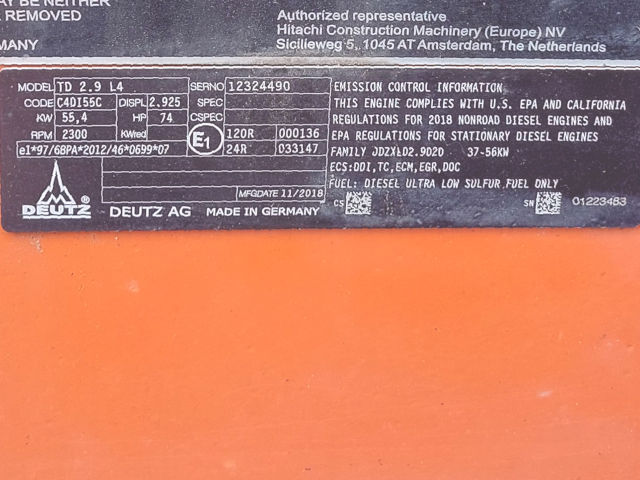 MAY BE NEITHER
REMOVED
MANY
Authorized representative
Hitachi Construction Machinery (Europe) NV
Sicilieweg 5, 1045 AT Amsterdam, The Netherlands
MODEL TD 2.9 L4 SERNO 12324490
CODE C4DI55C DISPL 2.925 SPEC
KW 55,4 HP 74 CSPEC
RPM 2300 KWred E1 120R 000136
e1*97/68PA*2012/46*0699*07 24R 033147
MFGDATE 11/2018
DEUTZ DEUTZ AG MADE IN GERMANY
EMISSION CONTROL INFORMATION
THIS ENGINE COMPLIES WITH U.S. EPA AND CALIFORNIA
REGULATIONS FOR 2018 NONROAD DIESEL ENGINES AND
EPA REGULATIONS FOR STATIONARY DIESEL ENGINES
FAMILY JDZXL02.9020 37-56KW
ECS:DDI,TC,ECM,EGR,DOC
FUEL: DIESEL ULTRA LOW SULFUR FUEL ONLY
CS SN 01223483